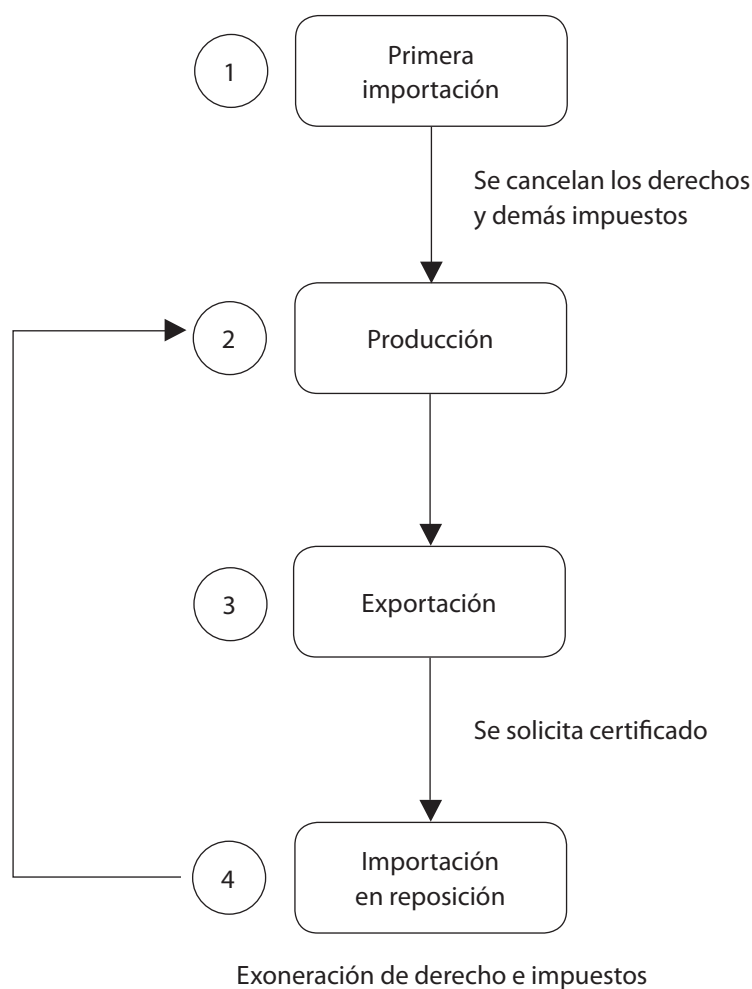 1
Primera
importación
Se cancelan los derechos
y demás impuestos
2
Producción
3
Exportación
Se solicita certificado
4
Importación
en reposición
Exoneración de derecho e impuestos